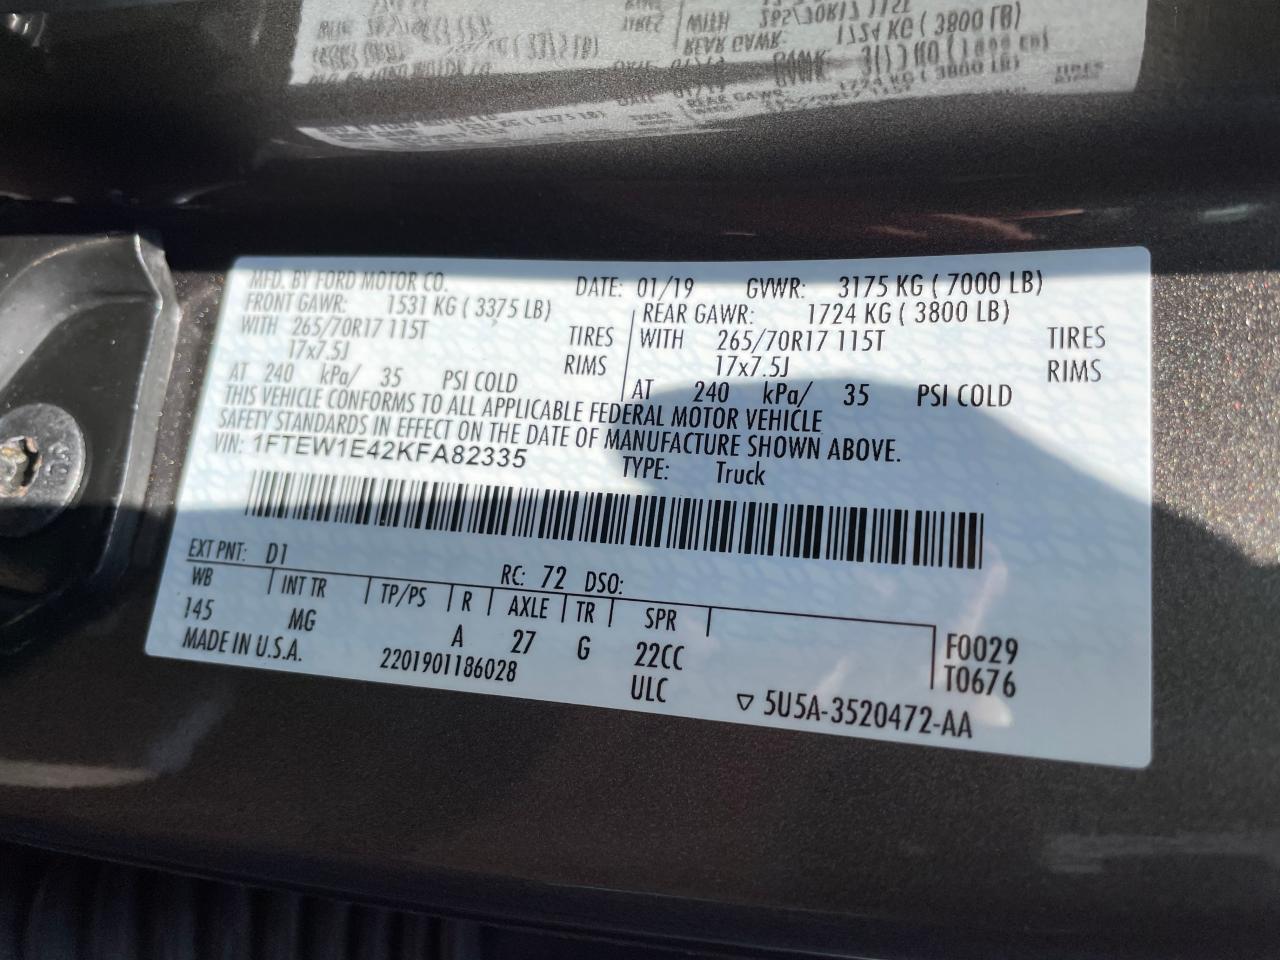 MFD. BY FORD MOTOR CO. DATE: 01/19 GVWR: 3175 KG ( 7000 LB)
FRONT GAWR: 1531 KG ( 3375 LB) REAR GAWR: 1724 KG ( 3800 LB)
WITH 265/70R17 115T TIRES WITH 265/70R17 115T TIRES
17x7.5J RIMS 17x7.5J RIMS
AT 240 kPa/ 35 PSI COLD AT 240 kPa/ 35 PSI COLD
THIS VEHICLE CONFORMS TO ALL APPLICABLE FEDERAL MOTOR VEHICLE
SAFETY STANDARDS IN EFFECT ON THE DATE OF MANUFACTURE SHOWN ABOVE.
VIN: 1FTEW1E42KFA82335 TYPE: Truck
EXT PNT: D1 RC: 72 DSO:
WB INT TR TP/PS R AXLE TR SPR
145 MG A 27 G 22CC F0029
MADE IN U.S.A. 2201901186028 ULC T0676
▽ 5U5A-3520472-AA
50